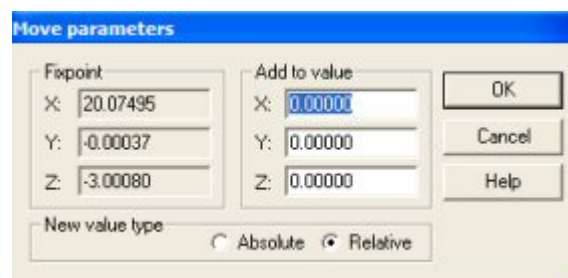 Move parameters
Fixpoint
Add to value
X: 20.07495
X: 0.00000
OK
Y: -0.00037
Y: 0.00000
Cancel
Z: -3.00080
Z: 0.00000
Help
New value type
Absolute
Relative